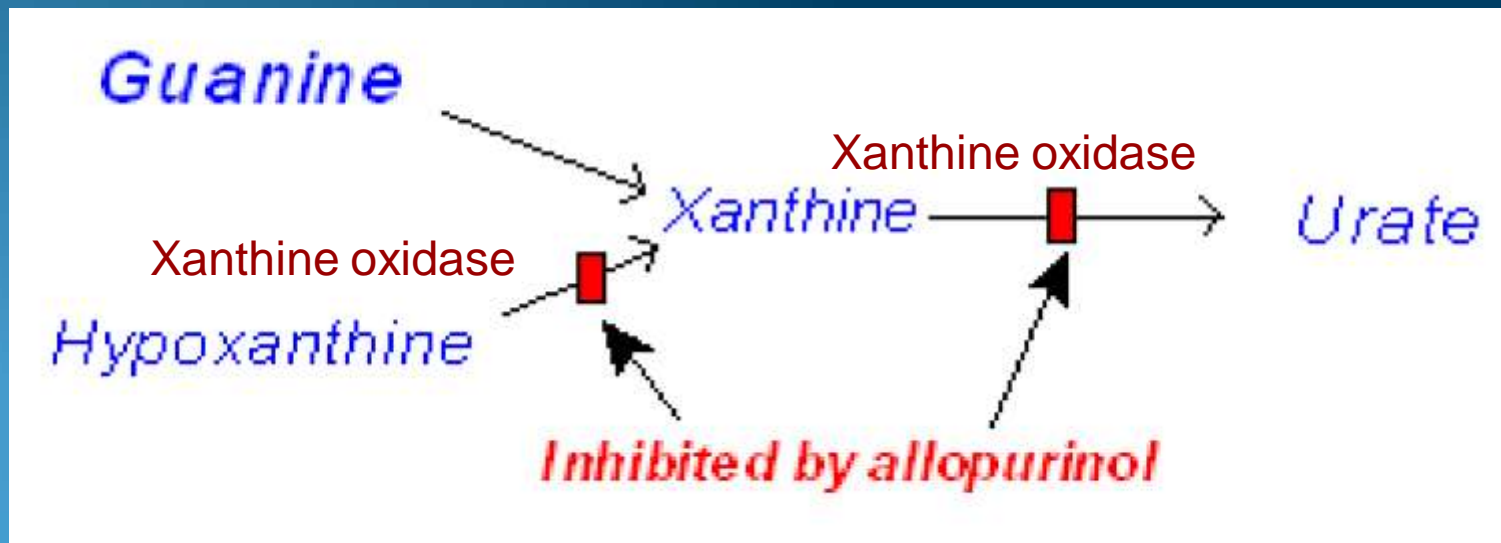 Guanine
Xanthine oxidase
Xanthine
Urate
Xanthine oxidase
Hypoxanthine
Inhibited by allopurinol